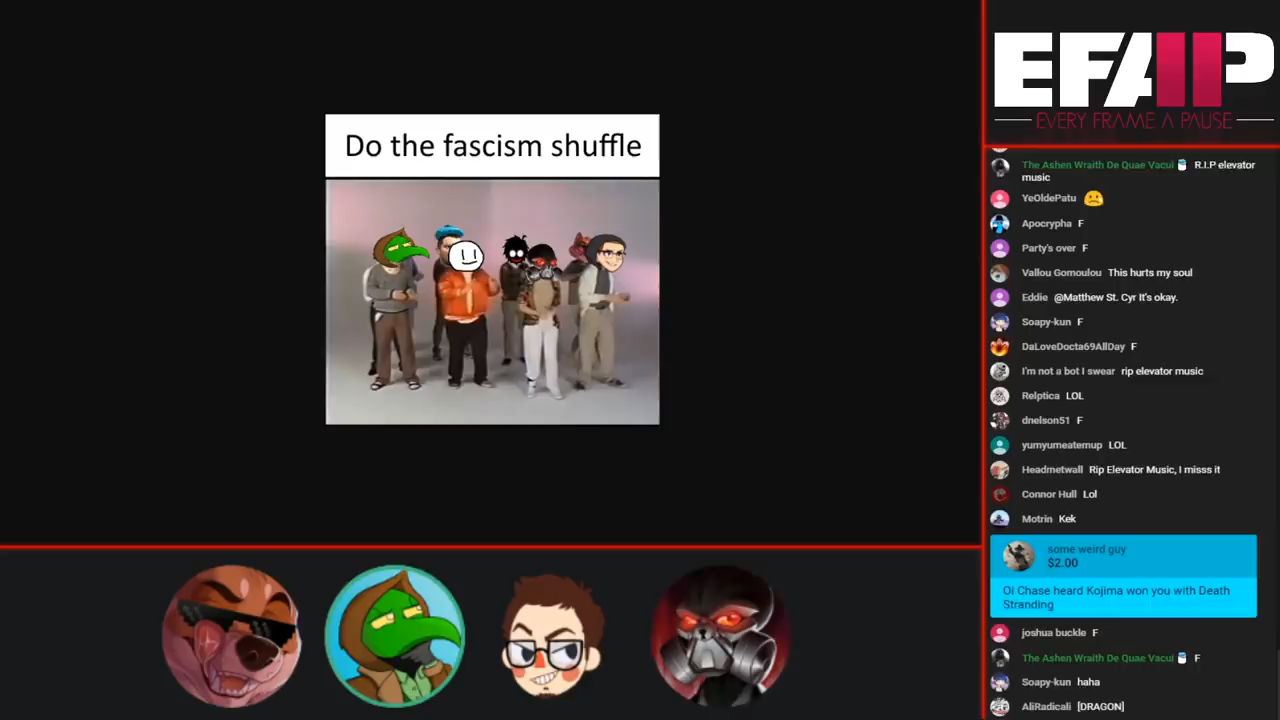 Do the fascism shuffle
EFAP
EVERY FRAME A PAUSE
The Ashen Wraith De Quae Vacui R.I.P elevator
music
YeOldePatu
Apocrypha F
Party's over F
Vallou Gomoulou This hurts my soul
Eddie @Matthew St. Cyr It's okay.
Soapy-kun F
DaLoveDocta69AllDay F
I'm not a bot I swear rip elevator music
Relptica LOL
dnelson51 F
yumyumeatemup LOL
Headmetwall Rip Elevator Music, I misss it
Connor Hull Lol
Motrin Kek
some weird guy
$2.00
Oi Chase heard Kojima won you with Death
Stranding
joshua buckle F
The Ashen Wraith De Quae Vacui F
Soapy-kun haha
AliRadicali [DRAGON]